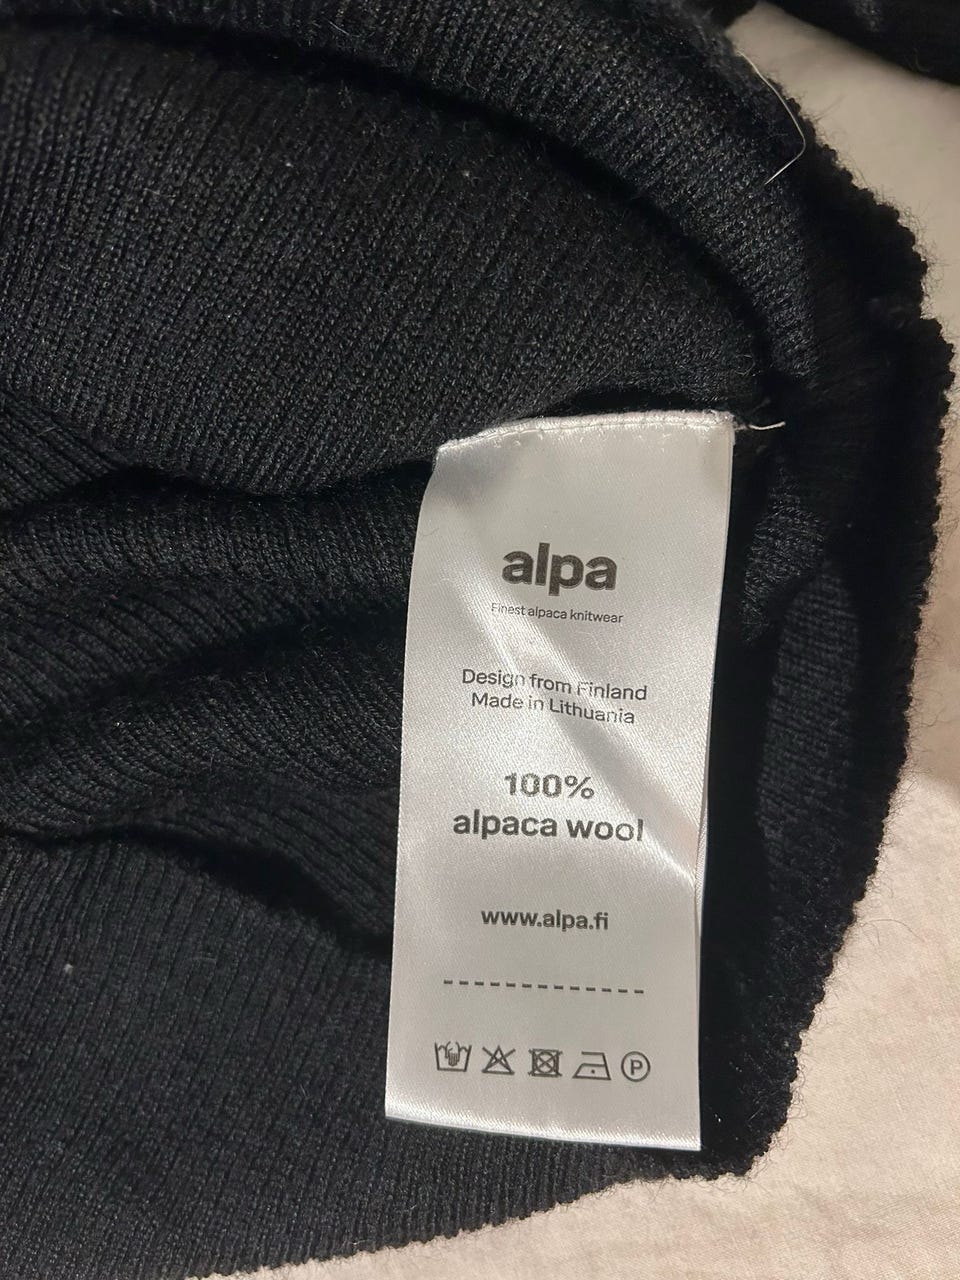 alpa
Finest alpaca knitwear
Design from Finland
Made in Lithuania
100%
alpaca wool
www.alpa.fi
P